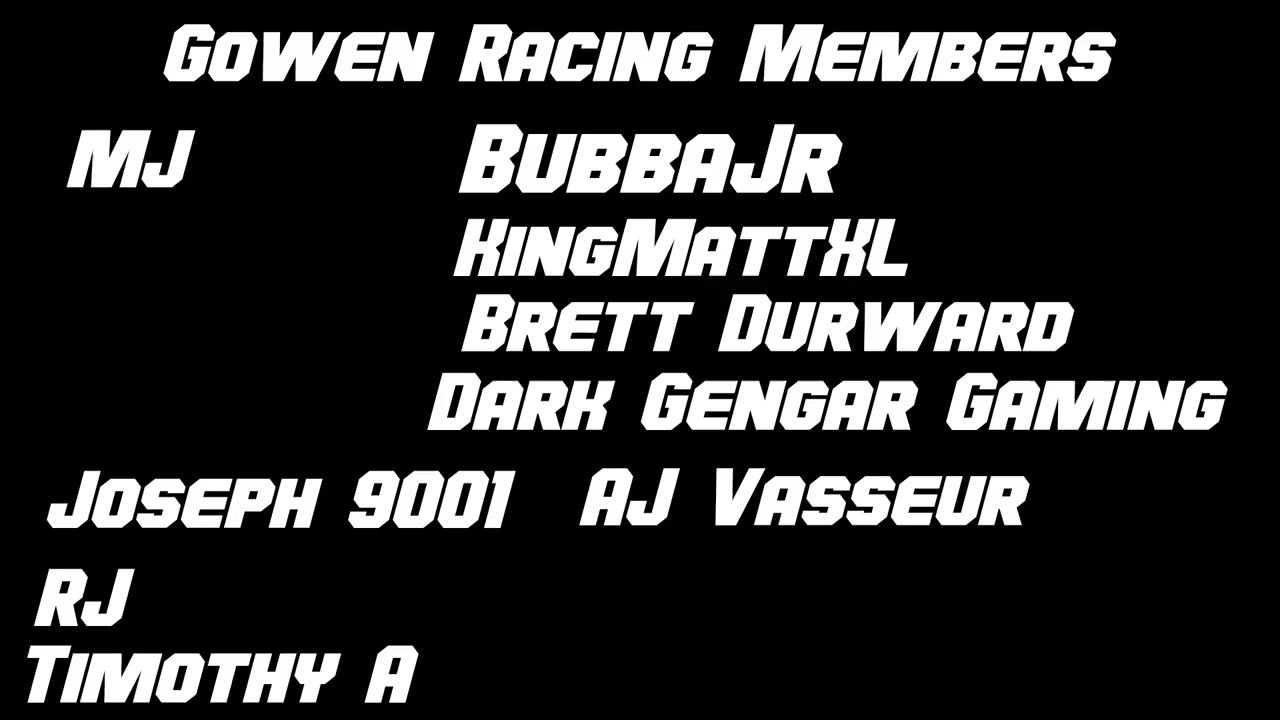 Gowen Racing Members
MJ BubbaJr
KingMattXL
Brett Durward
Dark Gengar Gaming
Joseph 9001 AJ Vasseur
RJ
Timothy A